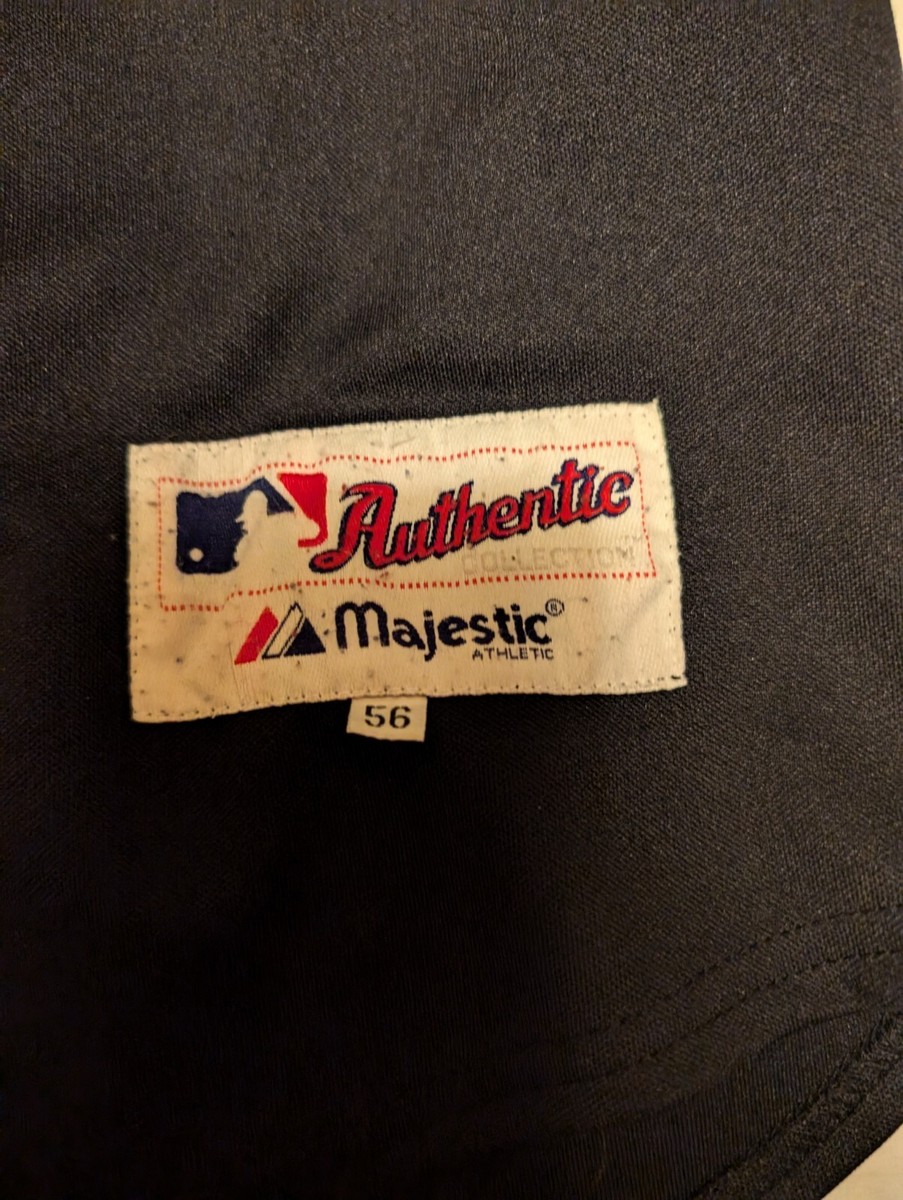 Authentic
COLLECTION™
Majestic®
ATHLETIC
56